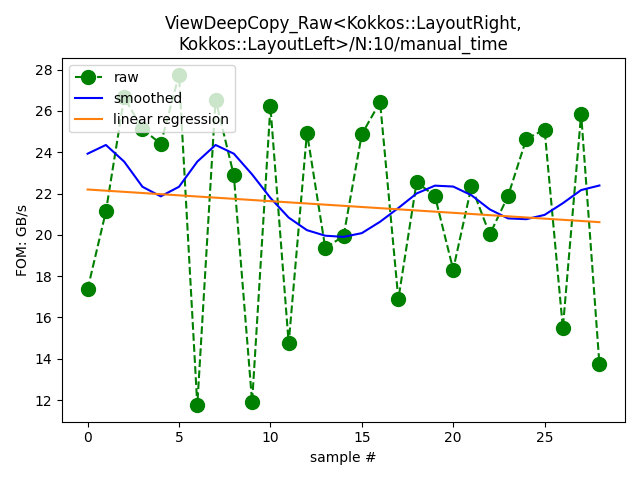 ViewDeepCopy_Raw<Kokkos::LayoutRight,
Kokkos::LayoutLeft>/N:10/manual_time
raw
smoothed
linear regression
28
26
24
22
20
18
16
14
12
FOM: GB/s
0 5 10 15 20 25
sample #